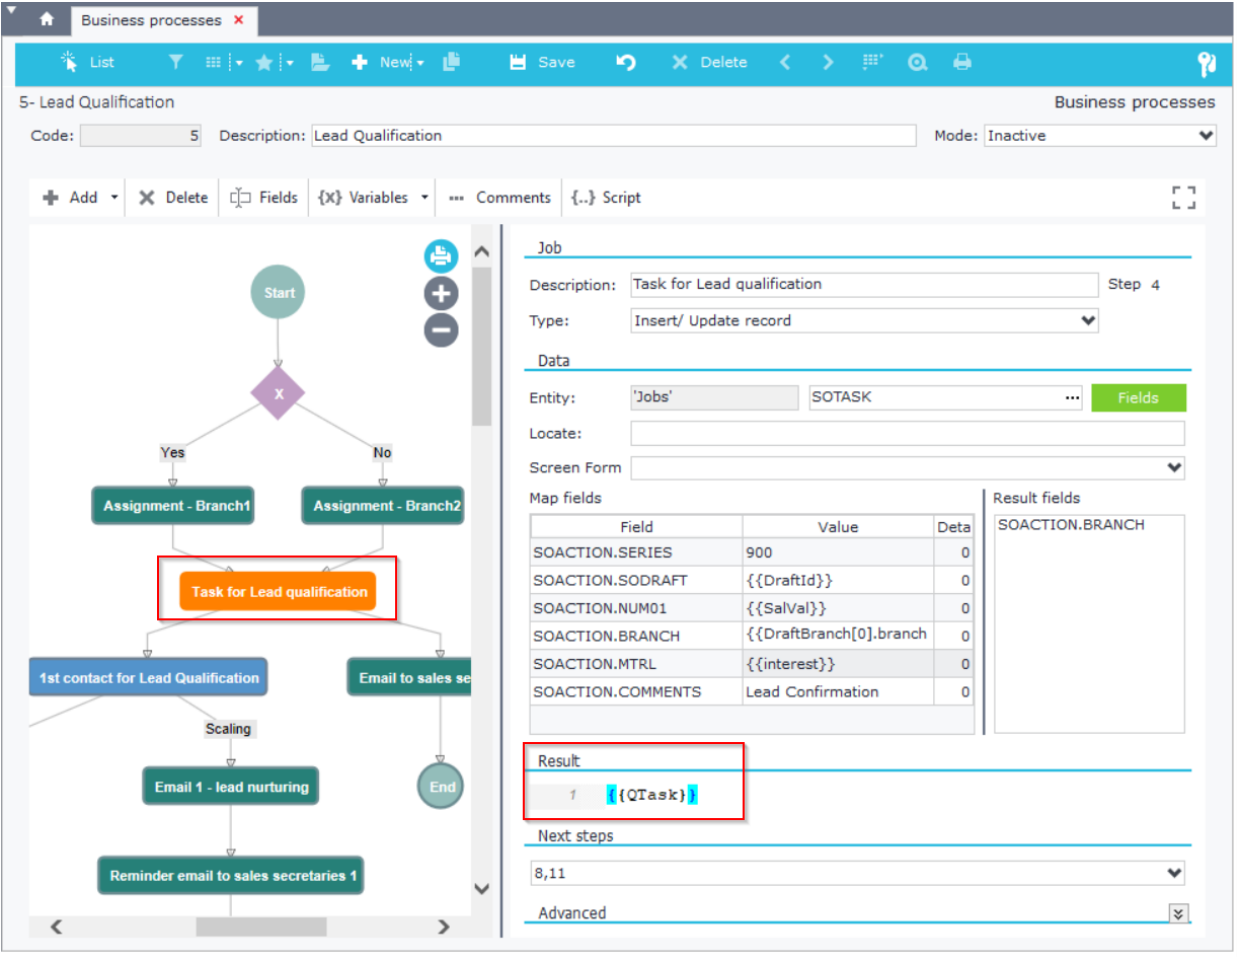 Business processes ×
List New Save Delete
5- Lead Qualification Business processes
Code: 5 Description: Lead Qualification Mode: Inactive
Add Delete Fields {x} Variables Comments {..} Script
Start
X
Yes No
Assignment - Branch1 Assignment - Branch2
Task for Lead qualification
1st contact for Lead Qualification Email to sales se
Scaling
Email 1 - lead nurturing End
Reminder email to sales secretaries 1
Job
Description: Task for Lead qualification Step 4
Type: Insert/ Update record
Data
Entity: 'Jobs' SOTASK ... Fields
Locate:
Screen Form
Map fields
Field Value Deta
SOACTION.SERIES 900 0
SOACTION.SODRAFT {{DraftId}} 0
SOACTION.NUM01 {{SalVal}} 0
SOACTION.BRANCH {{DraftBranch[0].branch 0
SOACTION.MTRL {{interest}} 0
SOACTION.COMMENTS Lead Confirmation 0
Result fields
SOACTION.BRANCH
Result
1 {{QTask}}
Next steps
8,11
Advanced